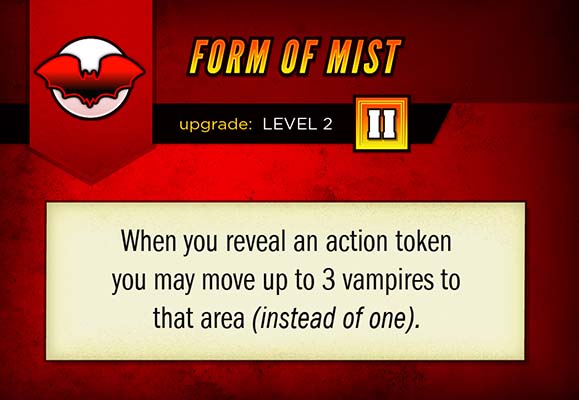 FORM OF MIST
upgrade: LEVEL 2 II
When you reveal an action token
you may move up to 3 vampires to
that area (instead of one).